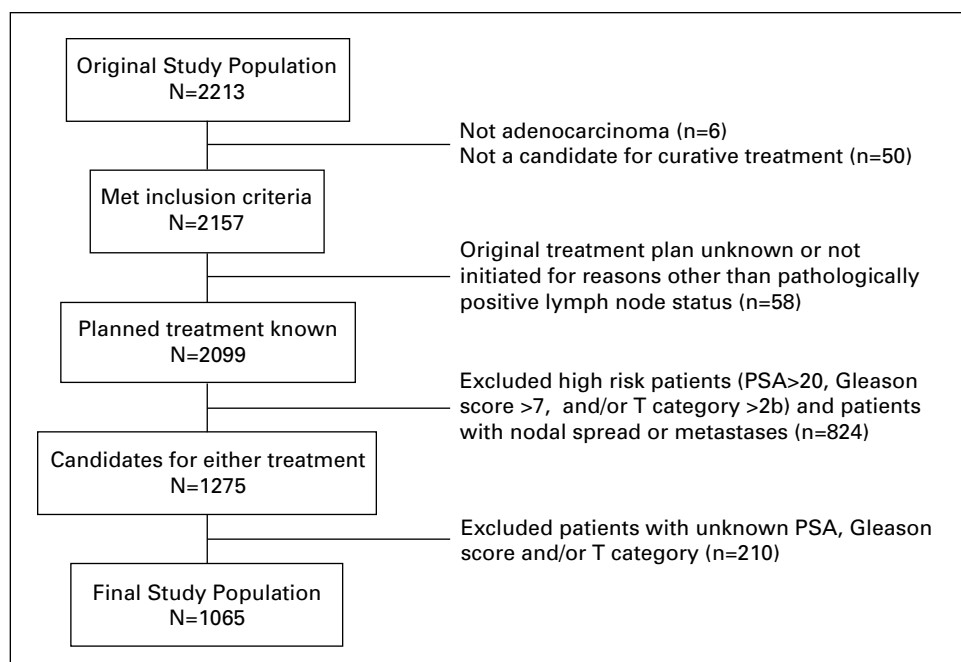 Original Study Population
N=2213
Not adenocarcinoma (n=6)
Not a candidate for curative treatment (n=50)
Met inclusion criteria
N=2157
Original treatment plan unknown or not
initiated for reasons other than pathologically
positive lymph node status (n=58)
Planned treatment known
N=2099
Excluded high risk patients (PSA>20, Gleason
score >7, and/or T category >2b) and patients
with nodal spread or metastases (n=824)
Candidates for either treatment
N=1275
Excluded patients with unknown PSA, Gleason
score and/or T category (n=210)
Final Study Population
N=1065